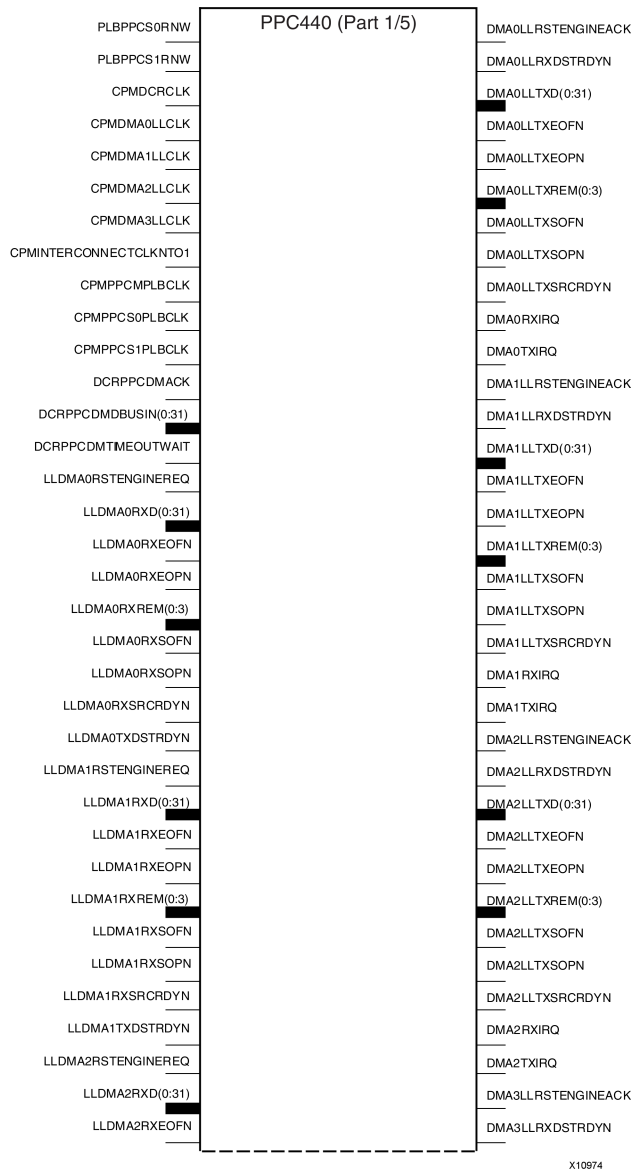 PPC440 (Part 1/5)
PLBPPCS0RNW
PLBPPCS1RNW
CPMDCRCLK
CPMDMA0LLCLK
CPMDMA1LLCLK
CPMDMA2LLCLK
CPMDMA3LLCLK
CPMINTERCONNECTCLKNTO1
CPMPPCMPLBCLK
CPMPPCS0PLBCLK
CPMPPCS1PLBCLK
DCRPPCDMACK
DCRPPCDMDBUSIN(0:31)
DCRPPCDMTIMEOUTWAIT
LLDMA0RSTENGINEREQ
LLDMA0RXD(0:31)
LLDMA0RXEOFN
LLDMA0RXEOPN
LLDMA0RXREM(0:3)
LLDMA0RXSOFN
LLDMA0RXSOPN
LLDMA0RXSRCRDYN
LLDMA0TXDSTRDYN
LLDMA1RSTENGINEREQ
LLDMA1RXD(0:31)
LLDMA1RXEOFN
LLDMA1RXEOPN
LLDMA1RXREM(0:3)
LLDMA1RXSOFN
LLDMA1RXSOPN
LLDMA1RXSRCRDYN
LLDMA1TXDSTRDYN
LLDMA2RSTENGINEREQ
LLDMA2RXD(0:31)
LLDMA2RXEOFN
DMA0LLRSTENGINEACK
DMA0LLRXDSTRDYN
DMA0LLTXD(0:31)
DMA0LLTXEOFN
DMA0LLTXEOPN
DMA0LLTXREM(0:3)
DMA0LLTXSOFN
DMA0LLTXSOPN
DMA0LLTXSRCRDYN
DMA0RXIRQ
DMA0TXIRQ
DMA1LLRSTENGINEACK
DMA1LLRXDSTRDYN
DMA1LLTXD(0:31)
DMA1LLTXEOFN
DMA1LLTXEOPN
DMA1LLTXREM(0:3)
DMA1LLTXSOFN
DMA1LLTXSOPN
DMA1LLTXSRCRDYN
DMA1RXIRQ
DMA1TXIRQ
DMA2LLRSTENGINEACK
DMA2LLRXDSTRDYN
DMA2LLTXD(0:31)
DMA2LLTXEOFN
DMA2LLTXEOPN
DMA2LLTXREM(0:3)
DMA2LLTXSOFN
DMA2LLTXSOPN
DMA2LLTXSRCRDYN
DMA2RXIRQ
DMA2TXIRQ
DMA3LLRSTENGINEACK
DMA3LLRXDSTRDYN
X10974